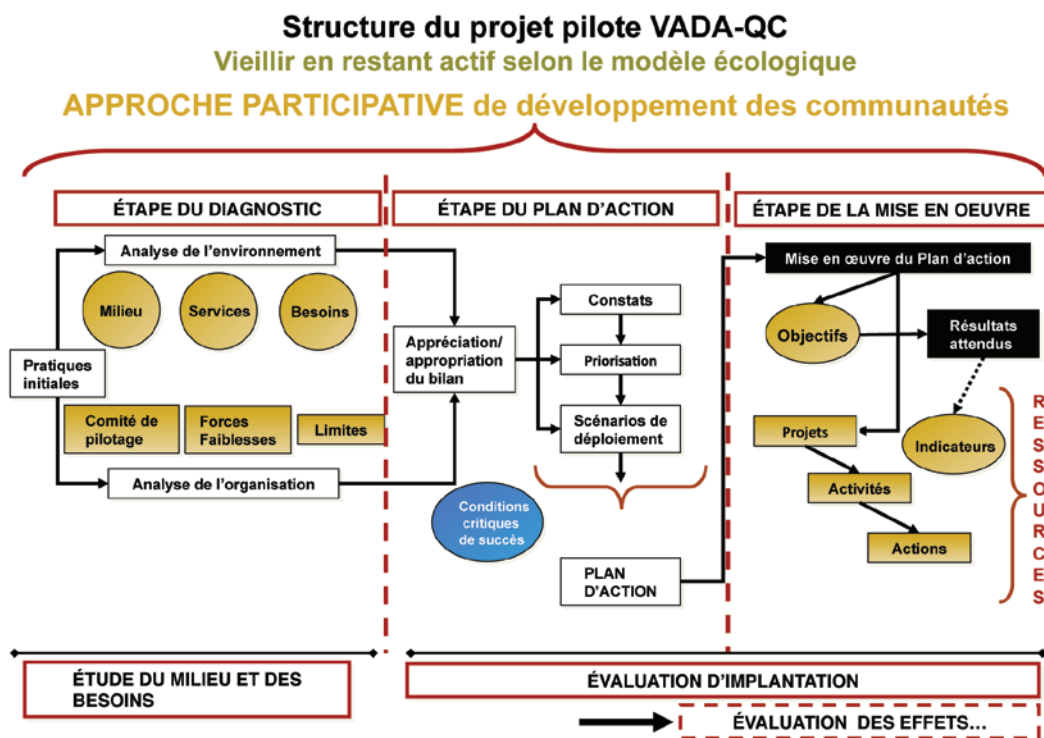 Structure du projet pilote VADA-QC
Vieillir en restant actif selon le modèle écologique
APPROCHE PARTICIPATIVE de développement des communautés
ÉTAPE DU DIAGNOSTIC
ÉTAPE DU PLAN D'ACTION
ÉTAPE DE LA MISE EN OEUVRE
Analyse de l'environnement
Milieu
Services
Besoins
Pratiques
initiales
Comité de
pilotage
Forces
Faiblesses
Limites
Analyse de l'organisation
Appréciation/
appropriation
du bilan
Constats
Priorisation
Scénarios de
déploiement
Conditions
critiques
de succès
PLAN
D'ACTION
Mise en œuvre du Plan d'action
Objectifs
Résultats
attendus
Projets
Indicateurs
Activités
Actions
RESSOURCES
ÉTUDE DU MILIEU ET DES
BESOINS
ÉVALUATION D'IMPLANTATION
ÉVALUATION DES EFFETS…